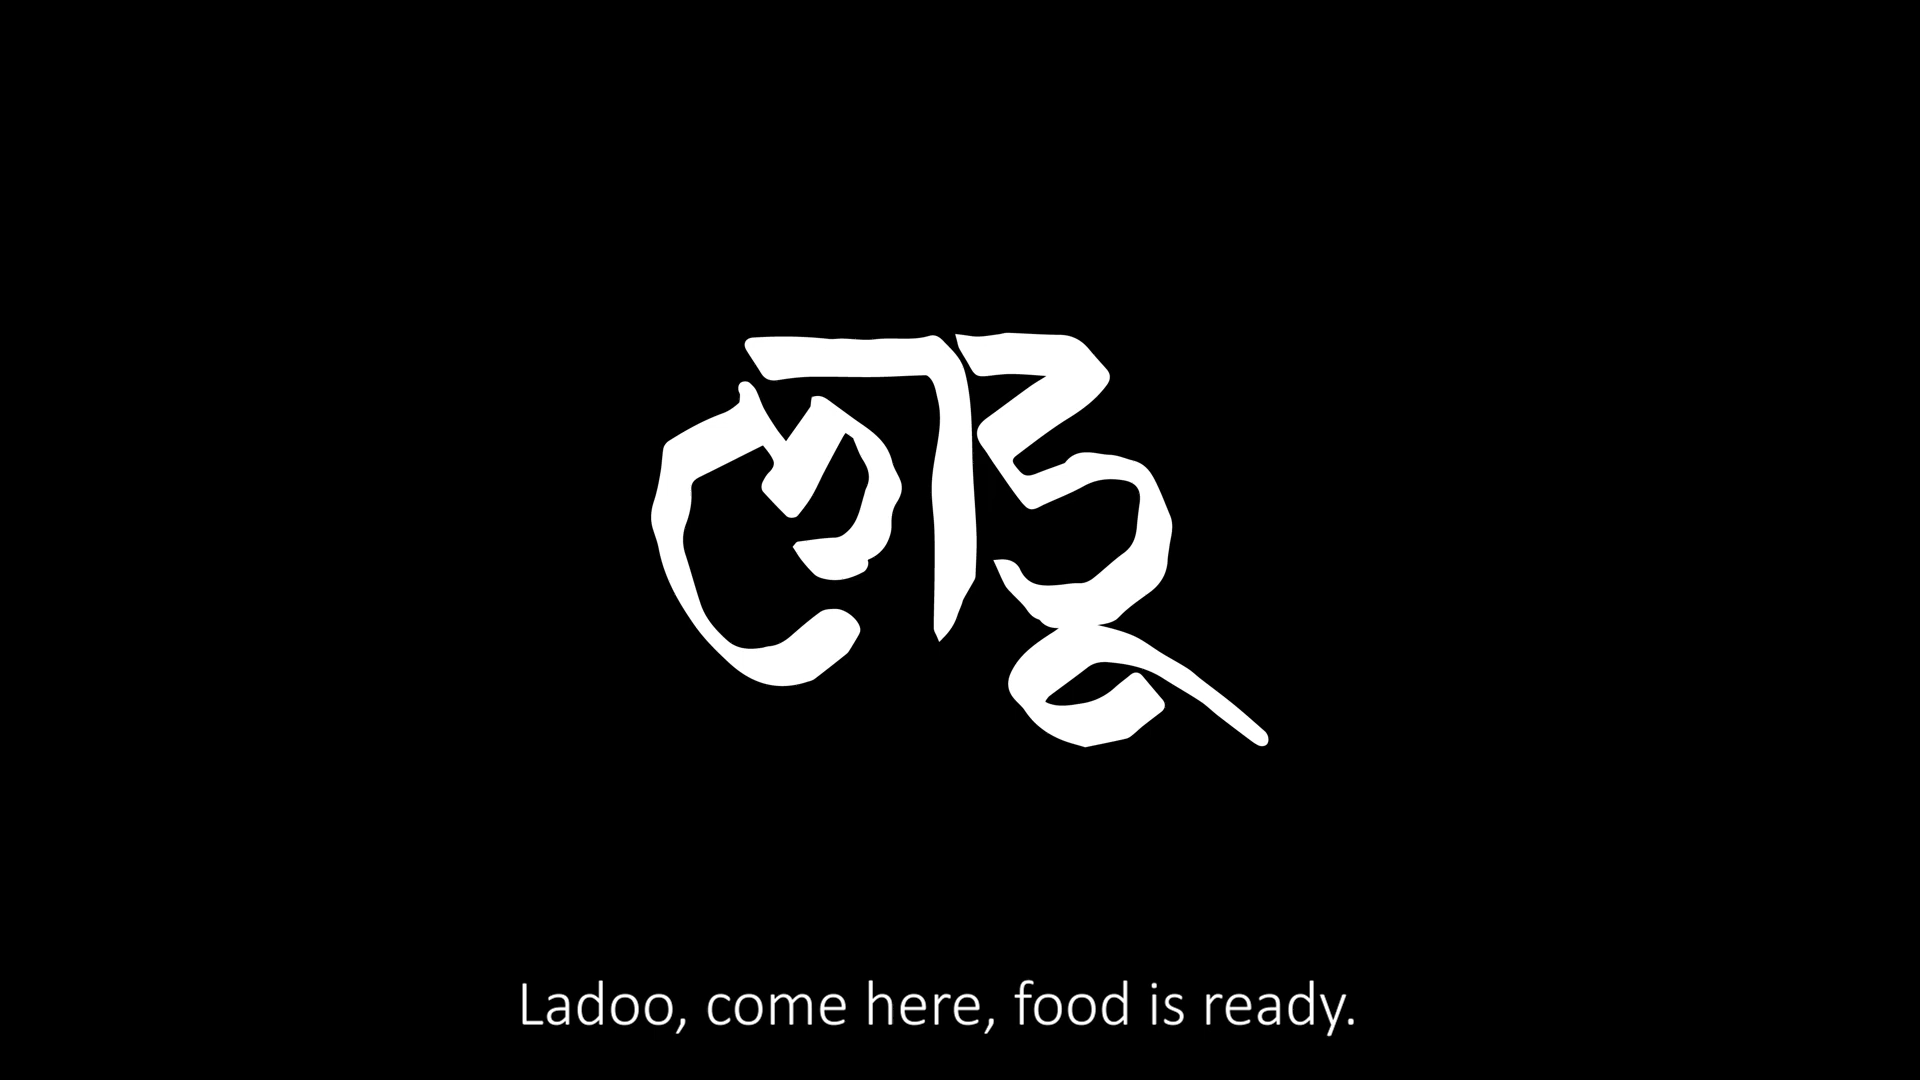 लाडू
Ladoo, come here, food is ready.